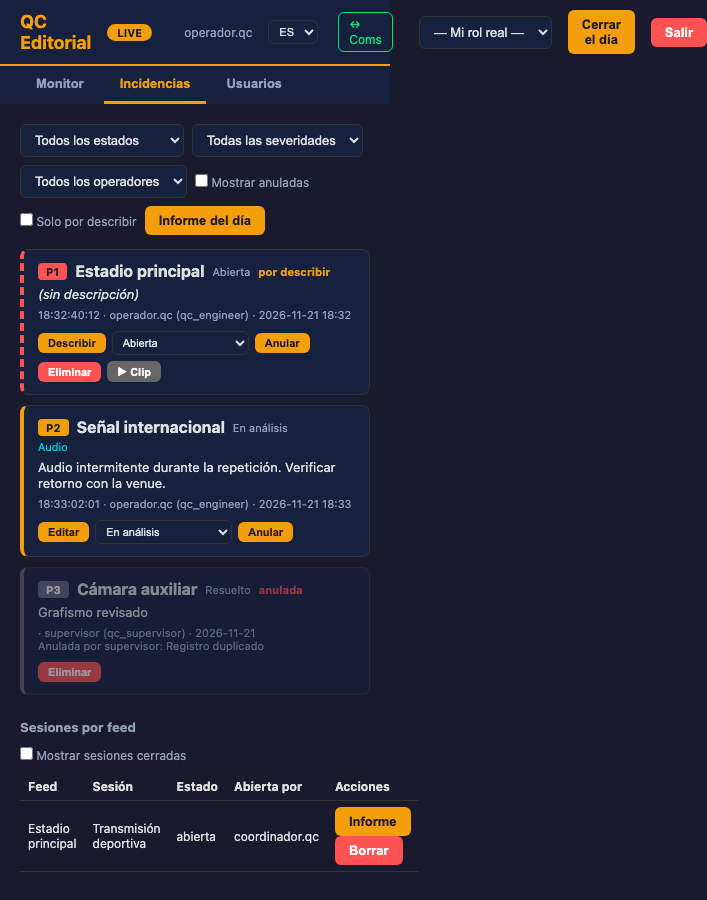 QC Editorial
LIVE
operador.qc
ES
↔ Coms
— Mi rol real —
Cerrar el día
Salir
Monitor
Incidencias
Usuarios
Todos los estados
Todas las severidades
Todos los operadores
Mostrar anuladas
Solo por describir
Informe del día
P1 Estadio principal Abierta por describir
(sin descripción)
18:32:40:12 · operador.qc (qc_engineer) · 2026-11-21 18:32
Describir Abierta Anular
Eliminar ▶ Clip
P2 Señal internacional En análisis
Audio
Audio intermitente durante la repetición. Verificar
retorno con la venue.
18:33:02:01 · operador.qc (qc_engineer) · 2026-11-21 18:33
Editar En análisis Anular
P3 Cámara auxiliar Resuelto anulada
Grafismo revisado
· supervisor (qc_supervisor) · 2026-11-21
Anulada por supervisor: Registro duplicado
Eliminar
Sesiones por feed
Mostrar sesiones cerradas
Feed Sesión Estado Abierta por Acciones
Estadio principal Transmisión deportiva abierta coordinador.qc Informe
Borrar